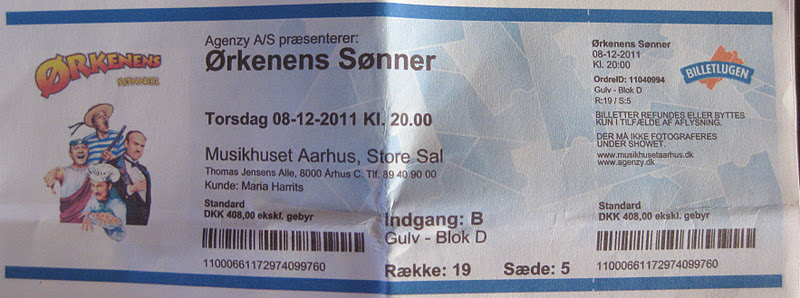 ØRKENENS
SØNNER
Agenzy A/S præsenterer:
Ørkenens Sønner
Torsdag 08-12-2011 Kl. 20.00
Musikhuset Aarhus, Store Sal
Thomas Jensens Alle, 8000 Århus C. Tlf. 89 40 90 00
Kunde: Maria Harrits
Standard
DKK 408,00 ekskl. gebyr
11000661172974099760
Indgang: B
Gulv - Blok D
Række: 19 Sæde: 5
Ørkenens Sønner
08-12-2011
Kl. 20:00
OrdreID: 11040994
Gulv - Blok D
R:19 / S:5
BILLETLUGEN
BILLETTER REFUNDES ELLER BYTTES
KUN I TILFÆLDE AF AFLYSNING.
DER MÅ IKKE FOTOGRAFERES
UNDER SHOWET.
www.musikhusetaarhus.dk
www.agenzy.dk
Standard
DKK 408,00 ekskl. gebyr
11000661172974099760